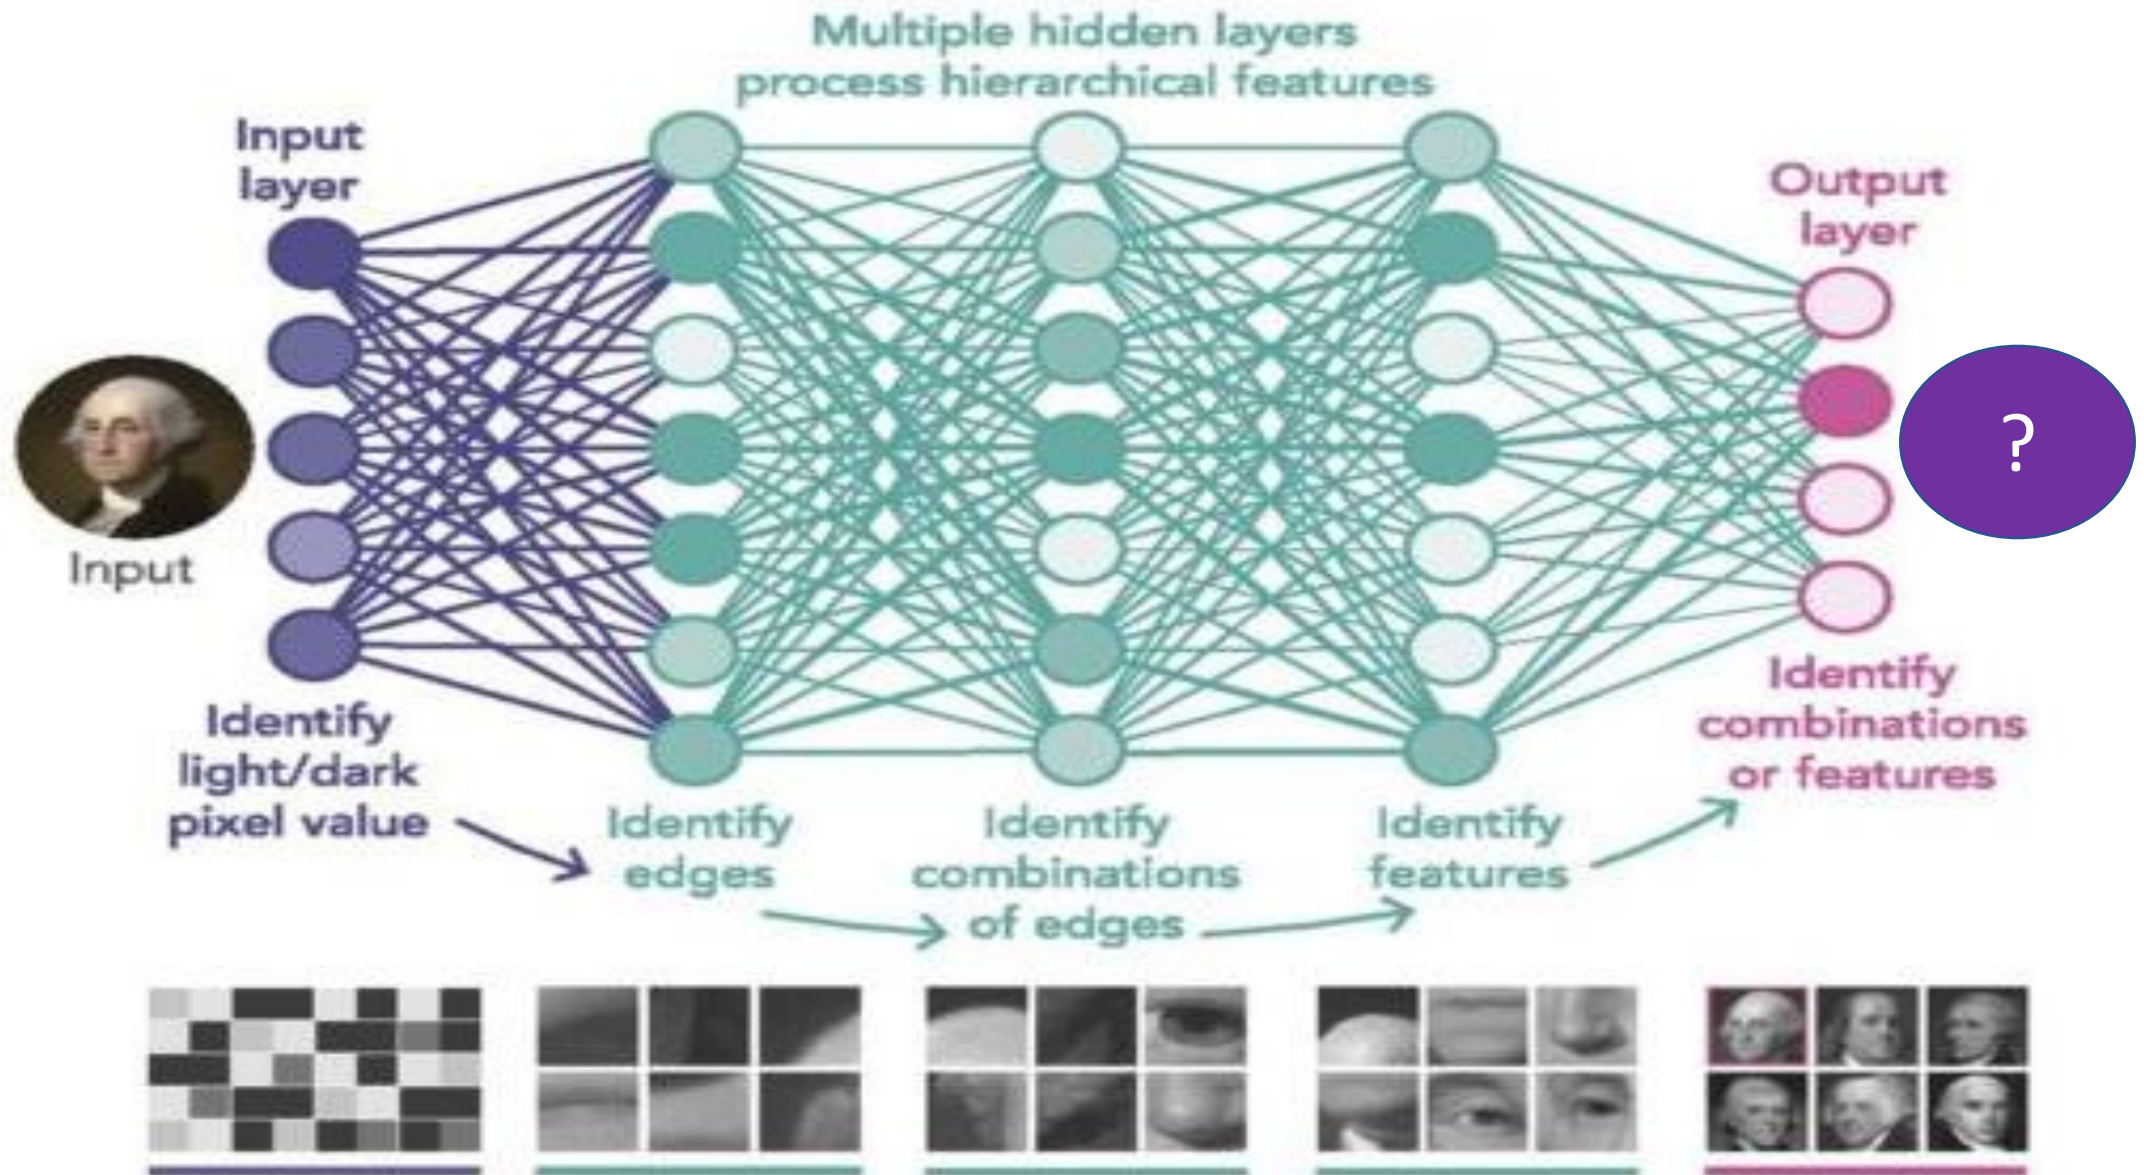 Multiple hidden layers
process hierarchical features
Input
layer
Output
layer
?
Input
Identify
light/dark
pixel value
Identify
edges
Identify
combinations
of edges
Identify
features
Identify
combinations
or features